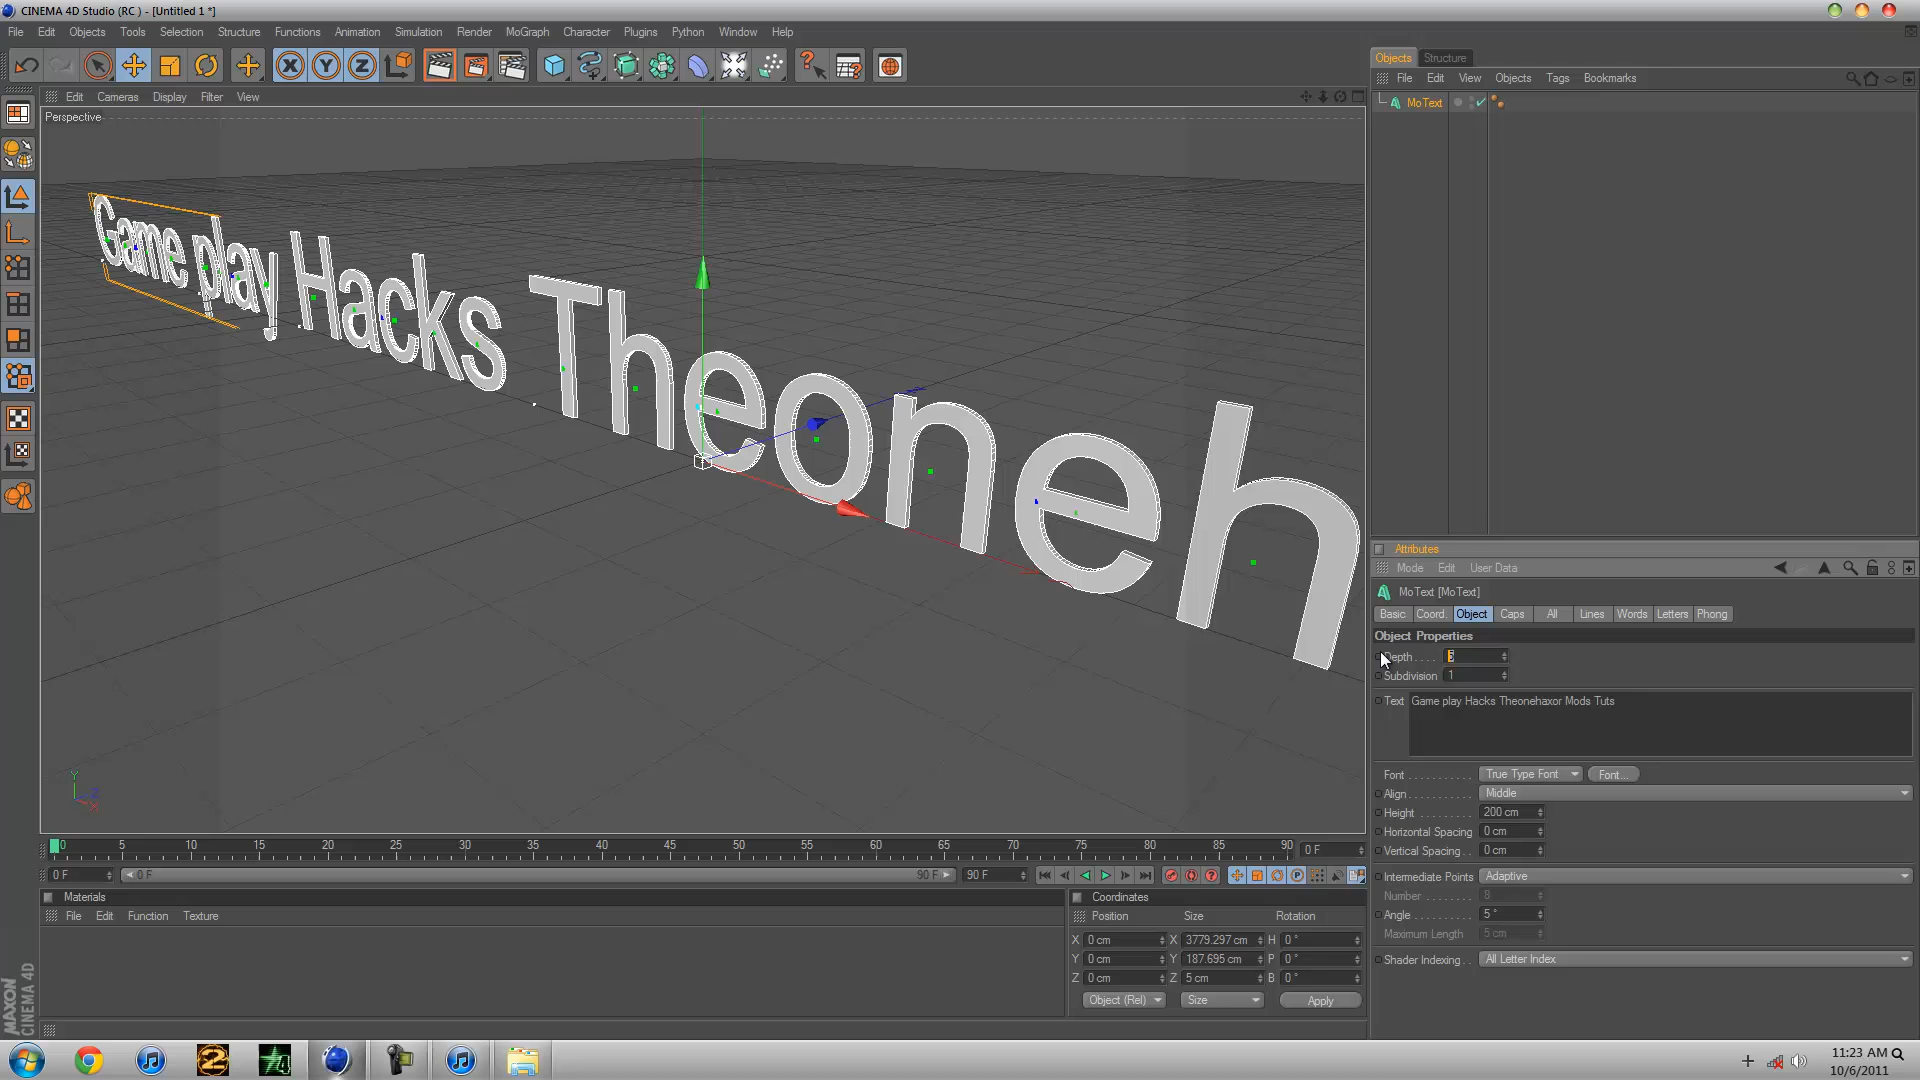 CINEMA 4D Studio (RC ) - [Untitled 1 *]
File Edit Objects Tools Selection Structure Functions Animation Simulation Render MoGraph Character Plugins Python Window Help
Objects Structure
File Edit View Objects Tags Bookmarks
MoText
Edit Cameras Display Filter View
Perspective
Game play Hacks Theoneh
Y
Z
X
Attributes
Mode Edit User Data
MoText [MoText]
Basic Coord. Object Caps All Lines Words Letters Phong
Object Properties
Depth . . . . 5
Subdivision 1
Text Game play Hacks Theonehaxor Mods Tuts
Font . . . . . . . . . . True Type Font Font...
Align . . . . . . . . . . Middle
Height . . . . . . . . 200 cm
Horizontal Spacing 0 cm
Vertical Spacing . . 0 cm
Intermediate Points Adaptive
Number . . . . . . . 8
Angle . . . . . . . . . 5 °
Maximum Length 5 cm
Shader Indexing . . All Letter Index
0 5 10 15 20 25 30 35 40 45 50 55 60 65 70 75 80 85 90 0 F
0 F 0 F 90 F 90 F
Materials
File Edit Function Texture
Coordinates
Position Size Rotation
X 0 cm X 3779.297 cm H 0 °
Y 0 cm Y 187.695 cm P 0 °
Z 0 cm Z 5 cm B 0 °
Object (Rel) Size Apply
MAXON
CINEMA 4D
11:23 AM
10/6/2011